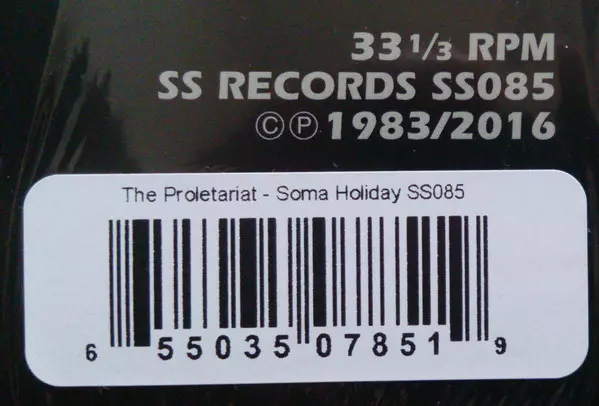 33 1/3 RPM
SS RECORDS SS085
©℗ 1983/2016
The Proletariat - Soma Holiday SS085
6 55035 07851 9